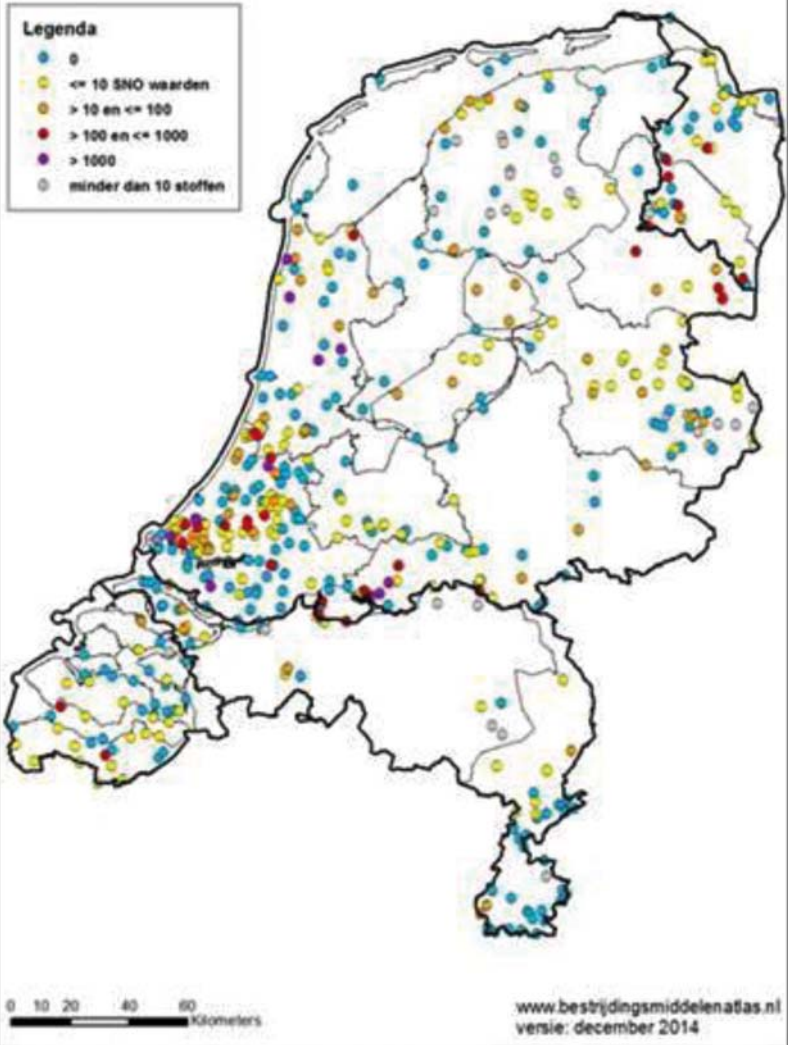 Legenda
0
<= 10 SNO waarden
> 10 en <= 100
> 100 en <= 1000
> 1000
minder dan 10 stoffen
0 10 20 40 60
Kilometers
www.bestrijdingsmiddelenatlas.nl
versie: december 2014